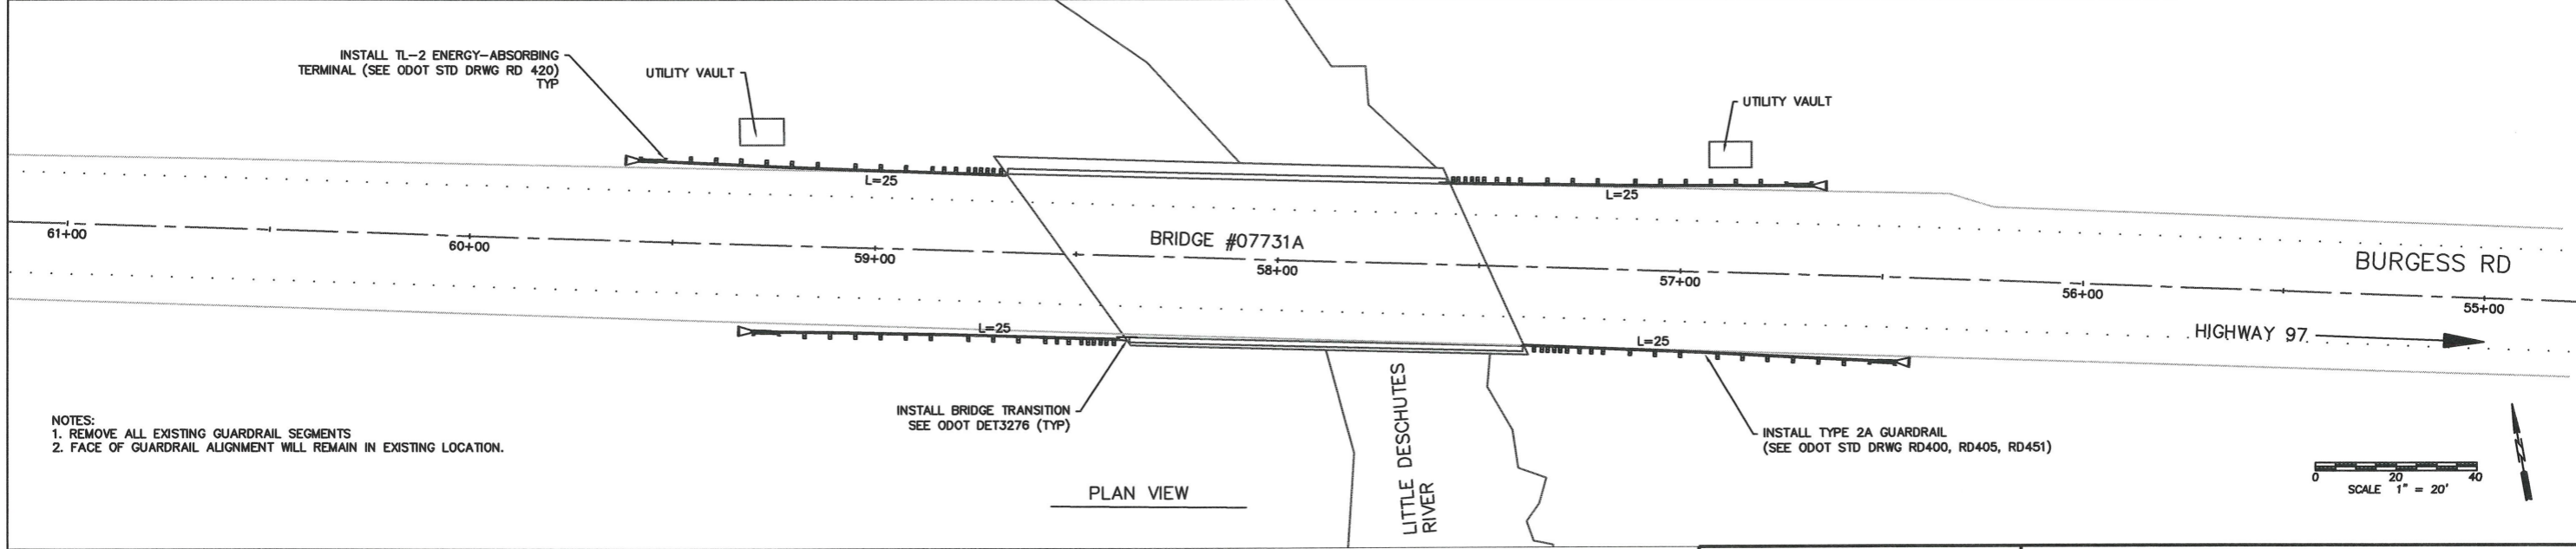 INSTALL TL-2 ENERGY-ABSORBING
TERMINAL (SEE ODOT STD DRWG RD 420)
TYP
UTILITY VAULT
UTILITY VAULT
L=25
L=25
61+00
60+00
59+00
BRIDGE #07731A
58+00
57+00
56+00
55+00
BURGESS RD
HIGHWAY 97
L=25
L=25
INSTALL BRIDGE TRANSITION
SEE ODOT DET3276 (TYP)
LITTLE DESCHUTES
RIVER
INSTALL TYPE 2A GUARDRAIL
(SEE ODOT STD DRWG RD400, RD405, RD451)
NOTES:
1. REMOVE ALL EXISTING GUARDRAIL SEGMENTS
2. FACE OF GUARDRAIL ALIGNMENT WILL REMAIN IN EXISTING LOCATION.
PLAN VIEW
0 20 40
SCALE 1" = 20'
N